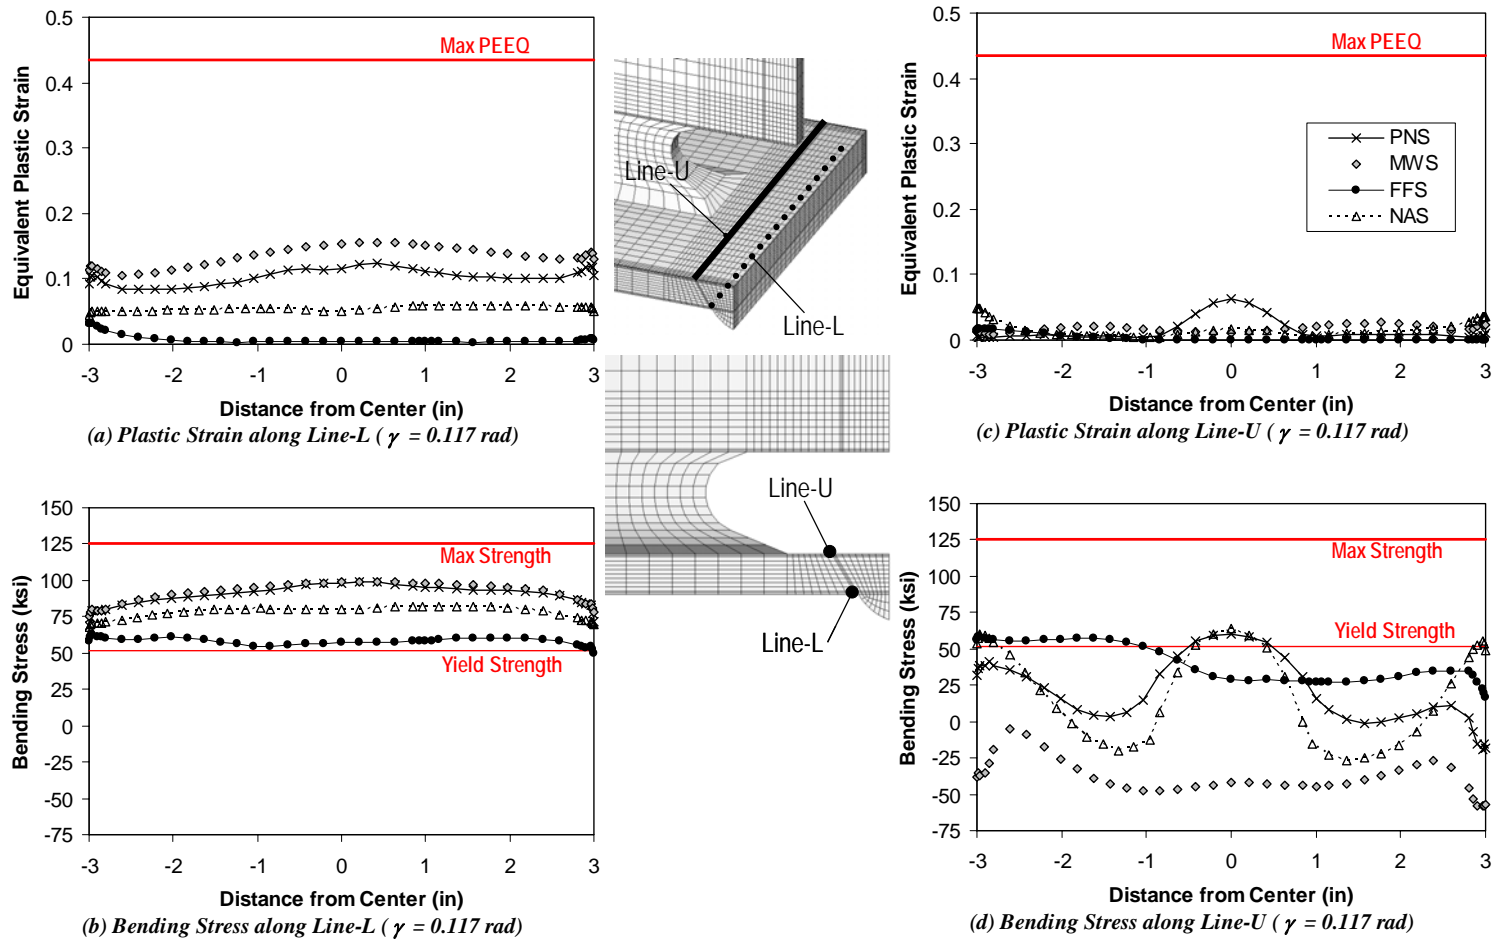 0.5
0.4
0.3
0.2
0.1
0
Equivalent Plastic Strain
Max PEEQ
-3 -2 -1 0 1 2 3
Distance from Center (in)
(a) Plastic Strain along Line-L ( γ = 0.117 rad)
150
125
100
75
50
25
0
-25
-50
-75
Bending Stress (ksi)
Max Strength
Yield Strength
-3 -2 -1 0 1 2 3
Distance from Center (in)
(b) Bending Stress along Line-L ( γ = 0.117 rad)
Line-U
Line-L
Line-U
Line-L
0.5
0.4
0.3
0.2
0.1
0
Equivalent Plastic Strain
Max PEEQ
PNS
MWS
FFS
NAS
-3 -2 -1 0 1 2 3
Distance from Center (in)
(c) Plastic Strain along Line-U ( γ = 0.117 rad)
150
125
100
75
50
25
0
-25
-50
-75
Bending Stress (ksi)
Max Strength
Yield Strength
-3 -2 -1 0 1 2 3
Distance from Center (in)
(d) Bending Stress along Line-U ( γ = 0.117 rad)